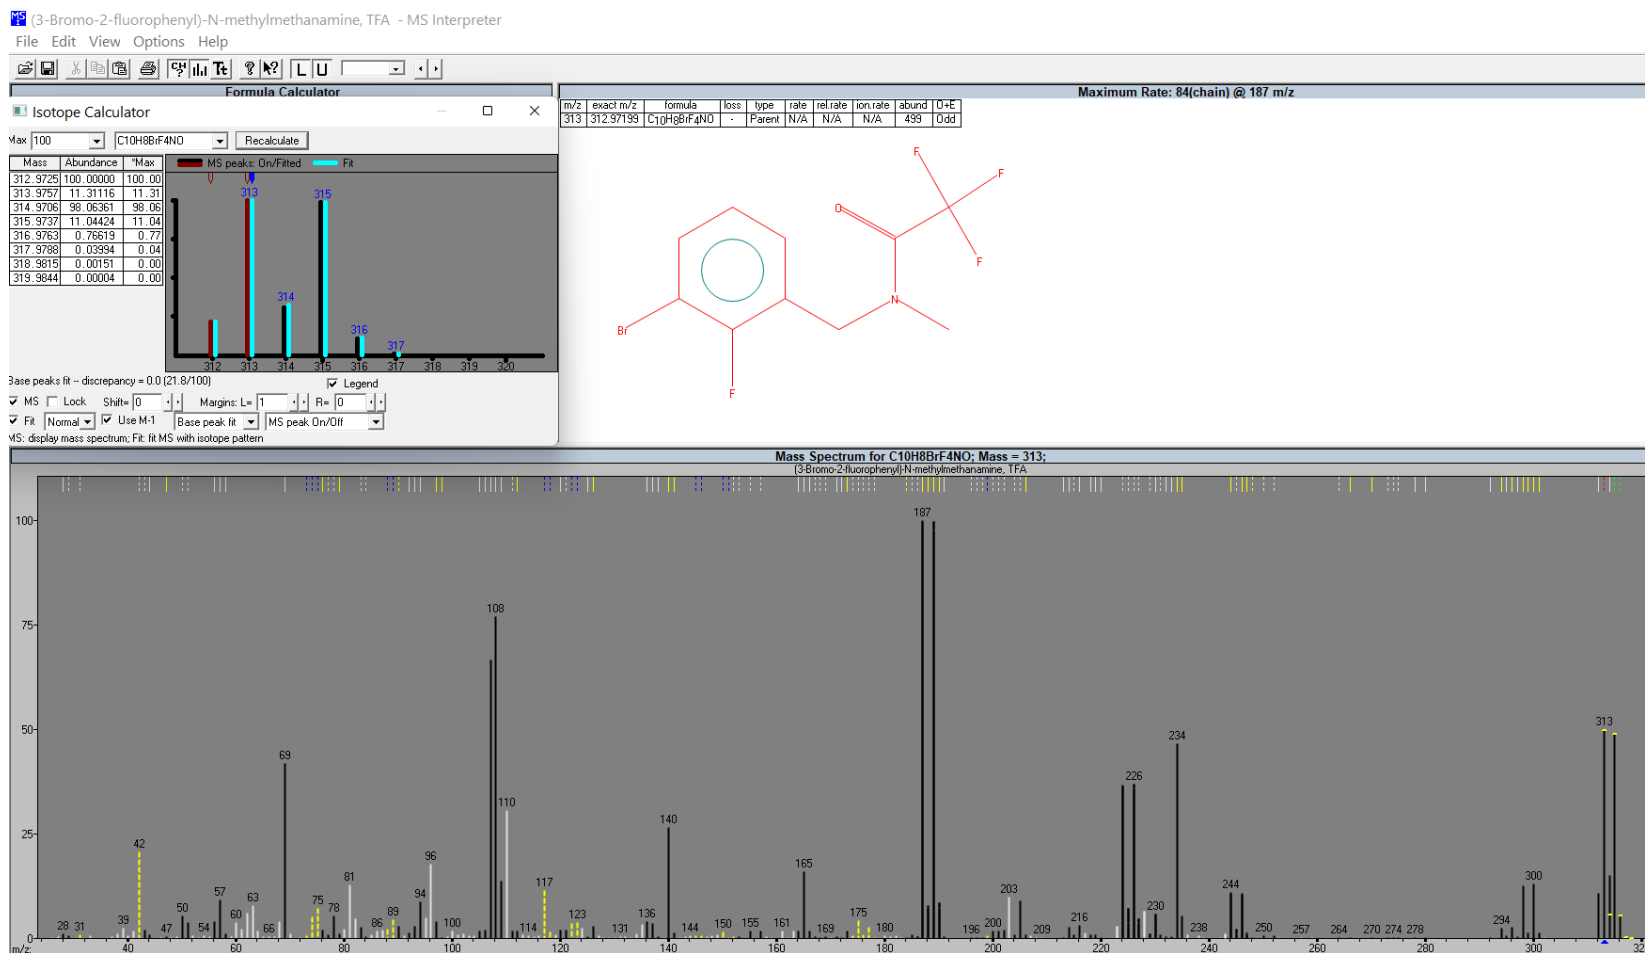 (3-Bromo-2-fluorophenyl)-N-methylmethanamine, TFA - MS Interpreter
File Edit View Options Help
CH? Tt ? L U
Formula Calculator
Maximum Rate: 84(chain) @ 187 m/z
Isotope Calculator
m/z exact m/z formula loss type rate rel.rate ion.rate abund O+E
313 312.97199 C10H8BrF4NO - Parent N/A N/A N/A 499 Odd
Max 100 C10H8BrF4NO Recalculate
Mass Abundance "Max
312.9725 100.00000 100.00
313.9757 11.31116 11.31
314.9706 98.06361 98.06
315.9737 11.04424 11.04
316.9763 0.76619 0.77
317.9788 0.03994 0.04
318.9815 0.00151 0.00
319.9844 0.00004 0.00
MS peaks: On/Fitted Fit
313 315
314
316
317
312 313 314 315 316 317 318 319 320
F
F
O
F
N
Br
F
Base peaks fit -- discrepancy = 0.0 (21.8/100)
Legend
MS Lock Shift= 0 Margins: L= 1 R= 0
Fit Normal Use M-1 Base peak fit MS peak On/Off
MS: display mass spectrum; Fit: fit MS with isotope pattern
Mass Spectrum for C10H8BrF4NO; Mass = 313;
(3-Bromo-2-fluorophenyl)-N-methylmethanamine, TFA
100
75
50
25
0
187
108
313
69
234
226
110
140
42
96
165
300
81
117
244
203
57
63
94
75
50
78
60
89
136
123
175
230
216
39
28 31 47 54 66 86 100 114 131 144 150 155 161 169 180 196 200 209 238 250 257 264 270 274 278 294
m/z: 40 60 80 100 120 140 160 180 200 220 240 260 280 300